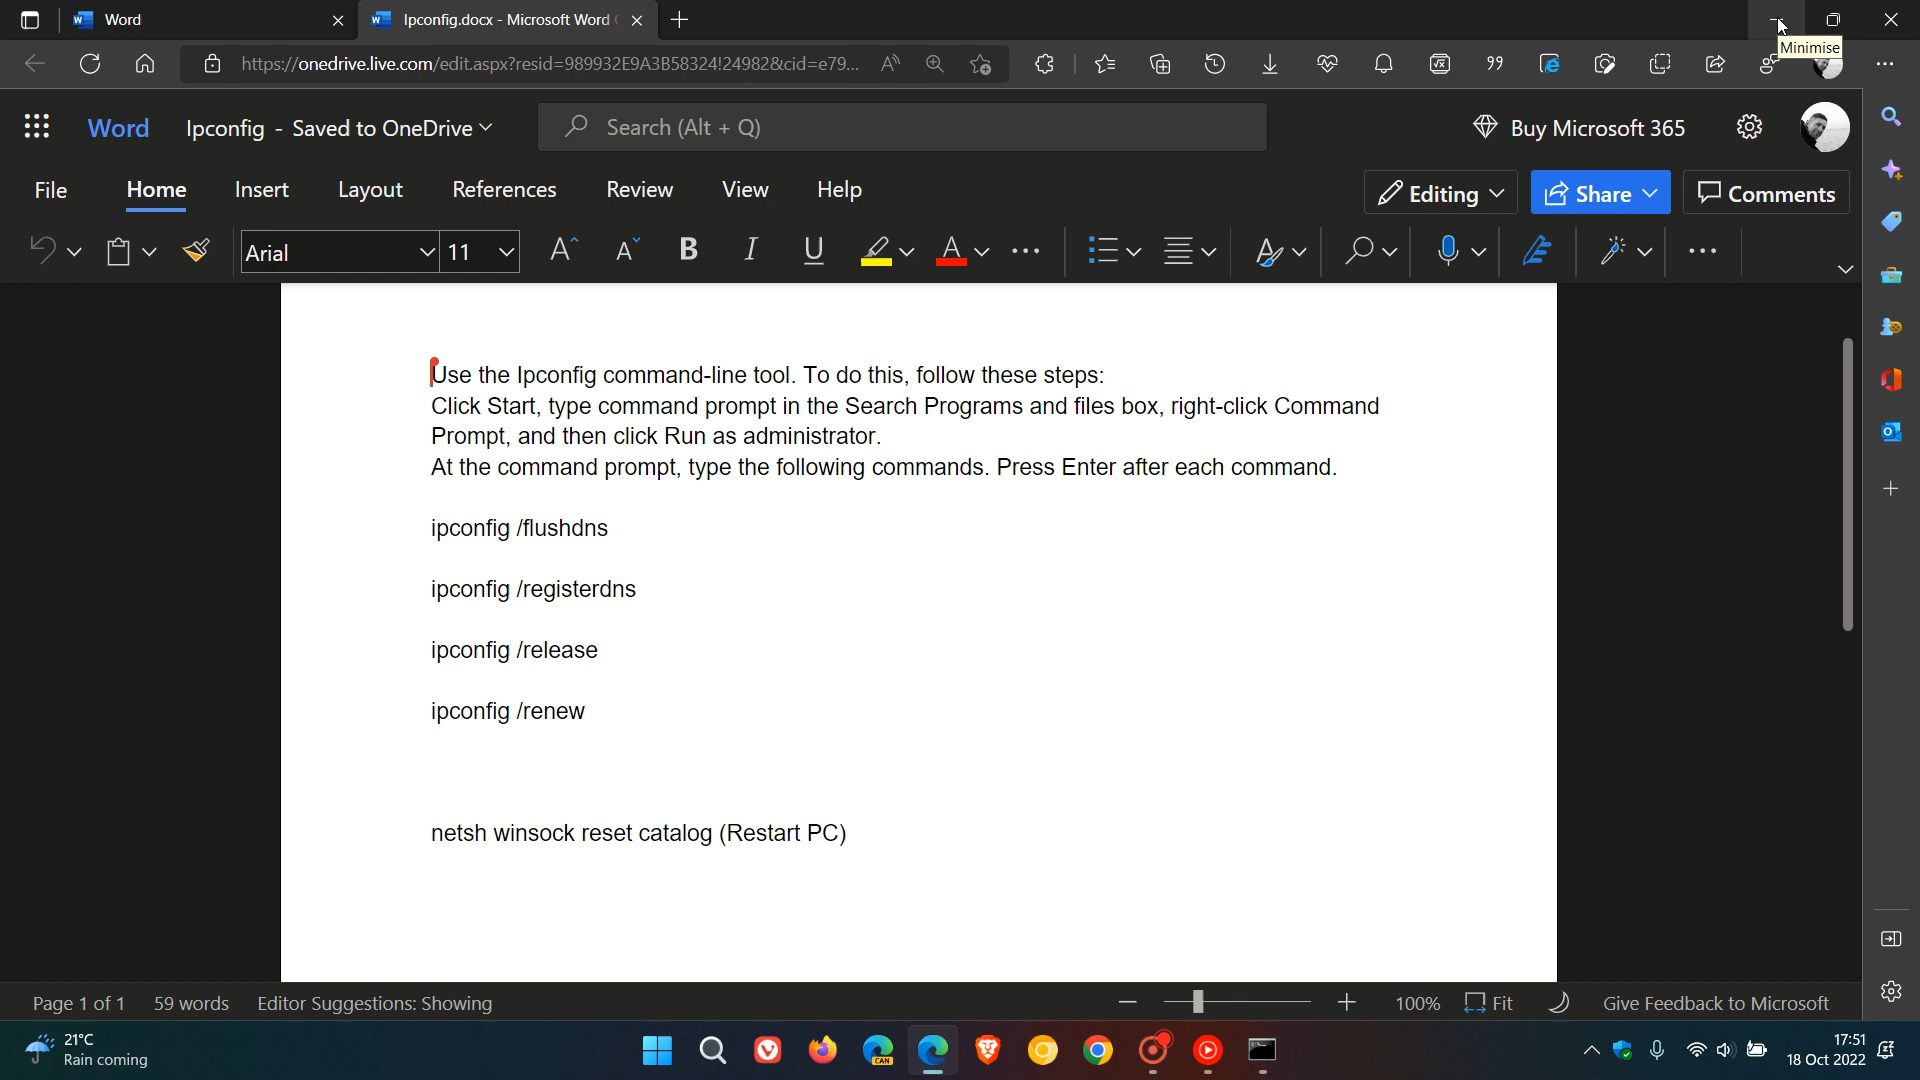 Word
Ipconfig.docx - Microsoft Word
Minimise
https://onedrive.live.com/edit.aspx?resid=989932E9A3B58324!24982&cid=e79...
Word
Ipconfig - Saved to OneDrive
Search (Alt + Q)
Buy Microsoft 365
File Home Insert Layout References Review View Help
Editing Share Comments
Arial 11
Use the Ipconfig command-line tool. To do this, follow these steps:
Click Start, type command prompt in the Search Programs and files box, right-click Command
Prompt, and then click Run as administrator.
At the command prompt, type the following commands. Press Enter after each command.
ipconfig /flushdns
ipconfig /registerdns
ipconfig /release
ipconfig /renew
netsh winsock reset catalog (Restart PC)
Page 1 of 1 59 words Editor Suggestions: Showing
100% Fit Give Feedback to Microsoft
21°C
Rain coming
CAN
17:51
18 Oct 2022